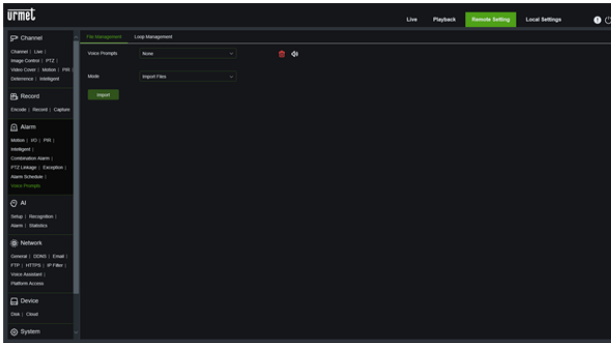 urmet
Live Playback Remote Setting Local Settings
Channel
Channel | Live |
Image Control | PTZ |
Video Cover | Motion | PIR |
Deterrence | Intelligent
Record
Encode | Record | Capture
Alarm
Motion | I/O | PIR |
Intelligent |
Combination Alarm |
PTZ Linkage | Exception |
Alarm Schedule |
Voice Prompts
AI
Setup | Recognition |
Alarm | Statistics
Network
General | DDNS | Email |
FTP | HTTPS | IP Filter |
Voice Assistant |
Platform Access
Device
Disk | Cloud
System
File Management Loop Management
Voice Prompts None
Mode Import Files
Import